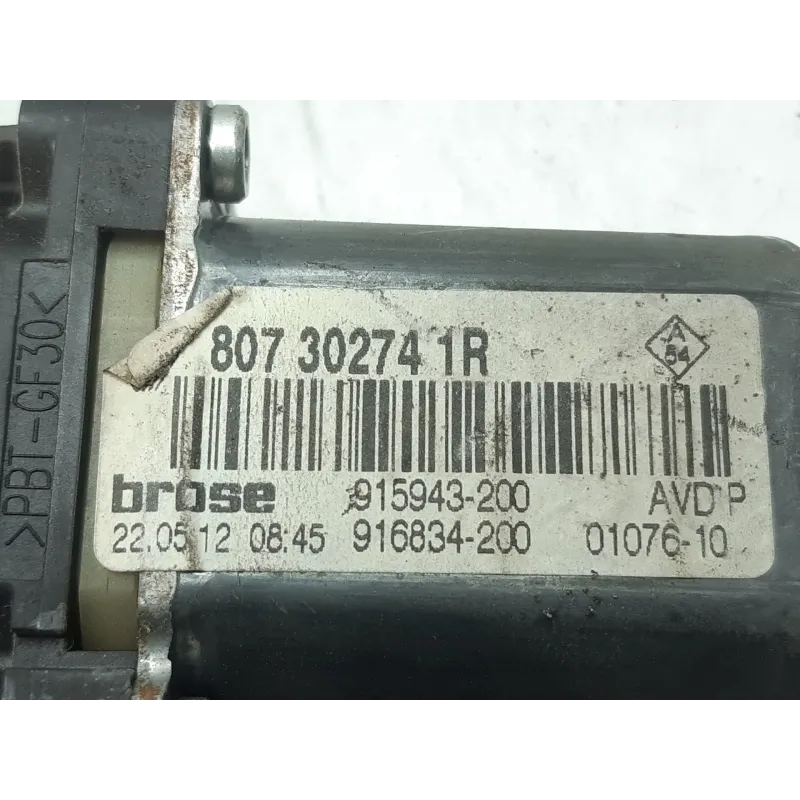 807 30274 1R
A
54
brose 915943-200 AVD P
22.05.12 08:45 916834-200 01076-10
>PBT-GF30<